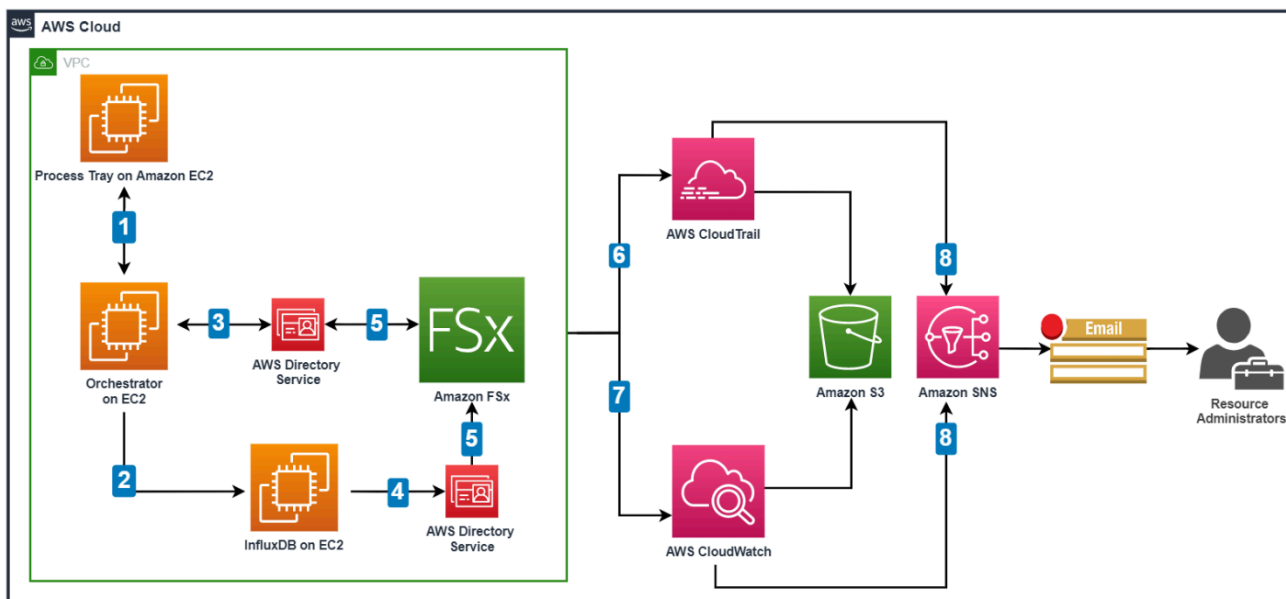 aws
AWS Cloud
VPC
Process Tray on Amazon EC2
1
Orchestrator
on EC2
3
AWS Directory
Service
5
FSx
Amazon FSx
2
InfluxDB on EC2
4
AWS Directory
Service
5
6
7
AWS CloudTrail
AWS CloudWatch
Amazon S3
8
Amazon SNS
8
Email
Resource
Administrators